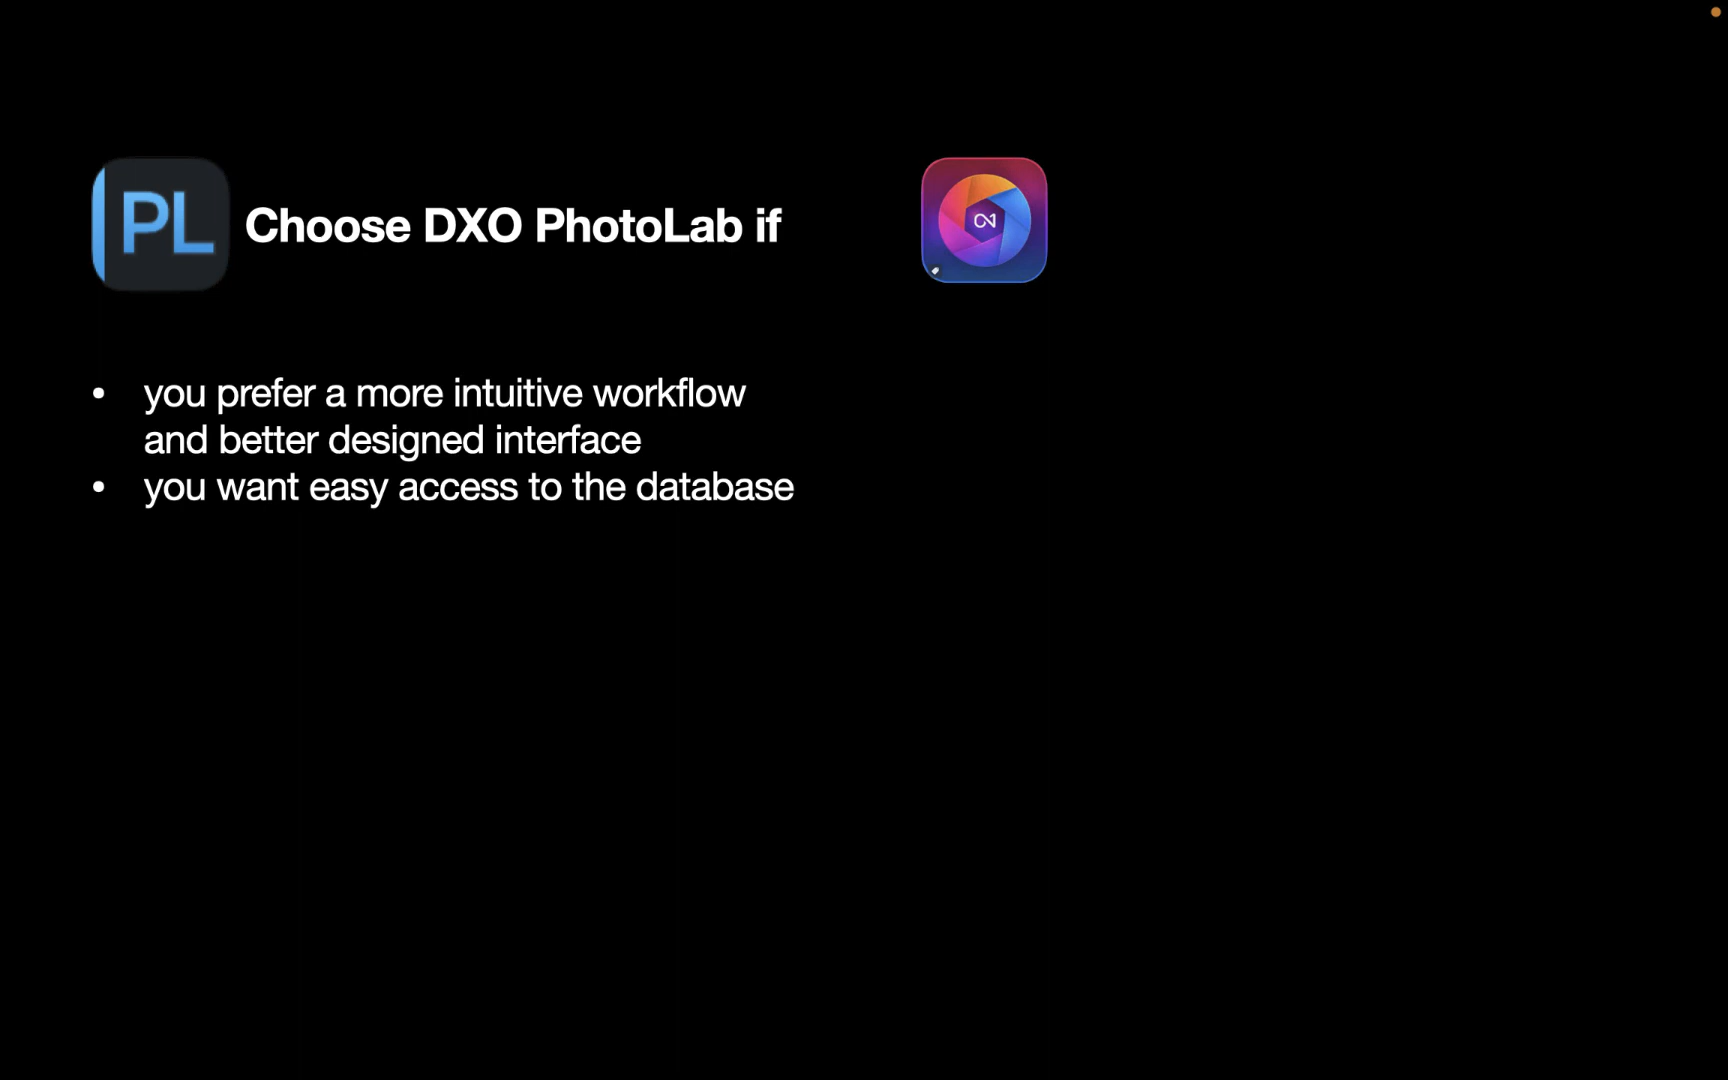 PL
Choose DXO PhotoLab if
• you prefer a more intuitive workflow
and better designed interface
• you want easy access to the database